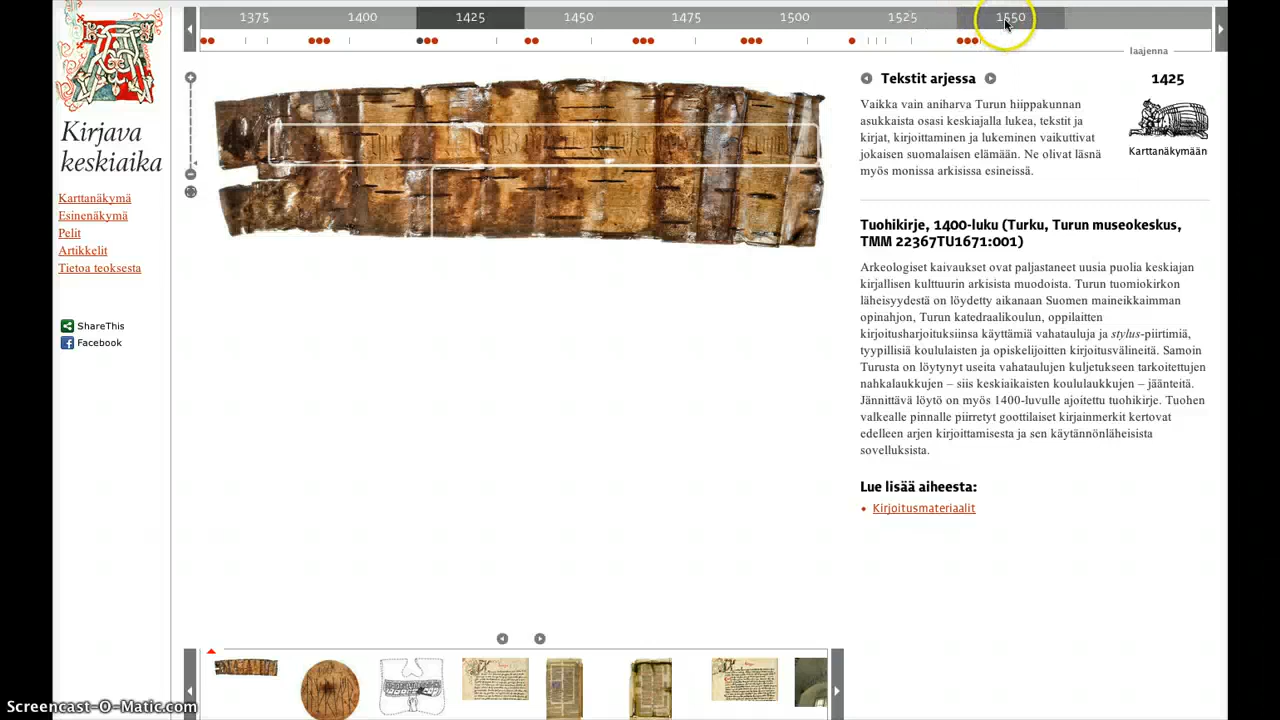 1375 1400 1425 1450 1475 1500 1525 1550
laajenna
Kirjava
keskiaika
Karttanäkymä
Esinenäkymä
Pelit
Artikkelit
Tietoa teoksesta
ShareThis
Facebook
Tekstit arjessa
1425
Vaikka vain aniharva Turun hiippakunnan
asukkaista osasi keskiajalla lukea, tekstit ja
kirjat, kirjoittaminen ja lukeminen vaikuttivat
jokaisen suomalaisen elämään. Ne olivat läsnä
myös monissa arkisissa esineissä.
Karttanäkymään
Tuohikirje, 1400-luku (Turku, Turun museokeskus,
TMM 22367TU1671:001)
Arkeologiset kaivaukset ovat paljastaneet uusia puolia keskiajan
kirjallisen kulttuurin arkisista muodoista. Turun tuomiokirkon
läheisyydestä on löydetty aikanaan Suomen maineikkaimman
opinahjon, Turun katedraalikoulun, oppilaitten
kirjoitusharjoituksiinsa käyttämiä vahatauluja ja stylus-piirtimiä,
tyypillisiä koululaisten ja opiskelijoitten kirjoitusvälineitä. Samoin
Turusta on löytynyt useita vahataulujen kuljetukseen tarkoitettujen
nahkalaukkujen – siis keskiaikaisten koululaukkujen – jäänteitä.
Jännittävä löytö on myös 1400-luvulle ajoitettu tuohikirje. Tuohen
valkealle pinnalle piirretyt goottilaiset kirjainmerkit kertovat
edelleen arjen kirjoittamisesta ja sen käytännönläheisista
sovelluksista.
Lue lisää aiheesta:
Kirjoitusmateriaalit
Screencast-O-Matic.com